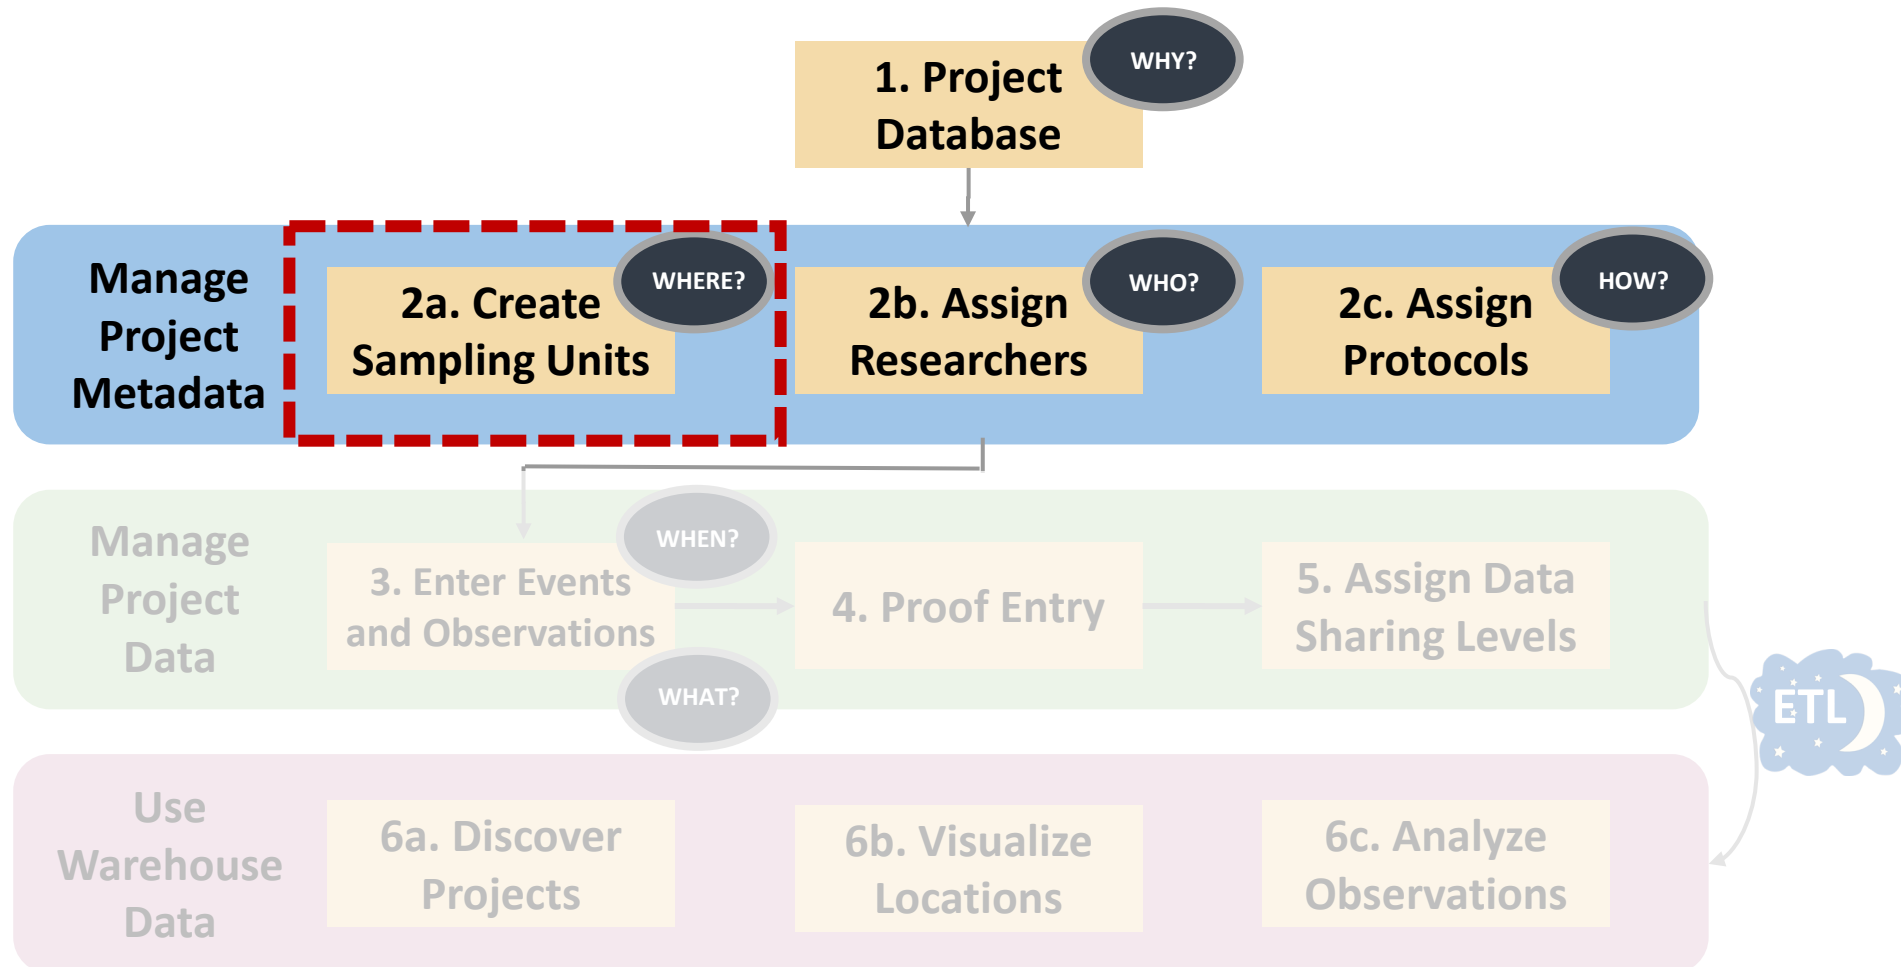 WHY?
1. Project
Database
Manage
Project
Metadata
WHERE?
2a. Create
Sampling Units
WHO?
2b. Assign
Researchers
HOW?
2c. Assign
Protocols
Manage
Project
Data
WHEN?
3. Enter Events
and Observations
WHAT?
4. Proof Entry
5. Assign Data
Sharing Levels
ETL
Use
Warehouse
Data
6a. Discover
Projects
6b. Visualize
Locations
6c. Analyze
Observations